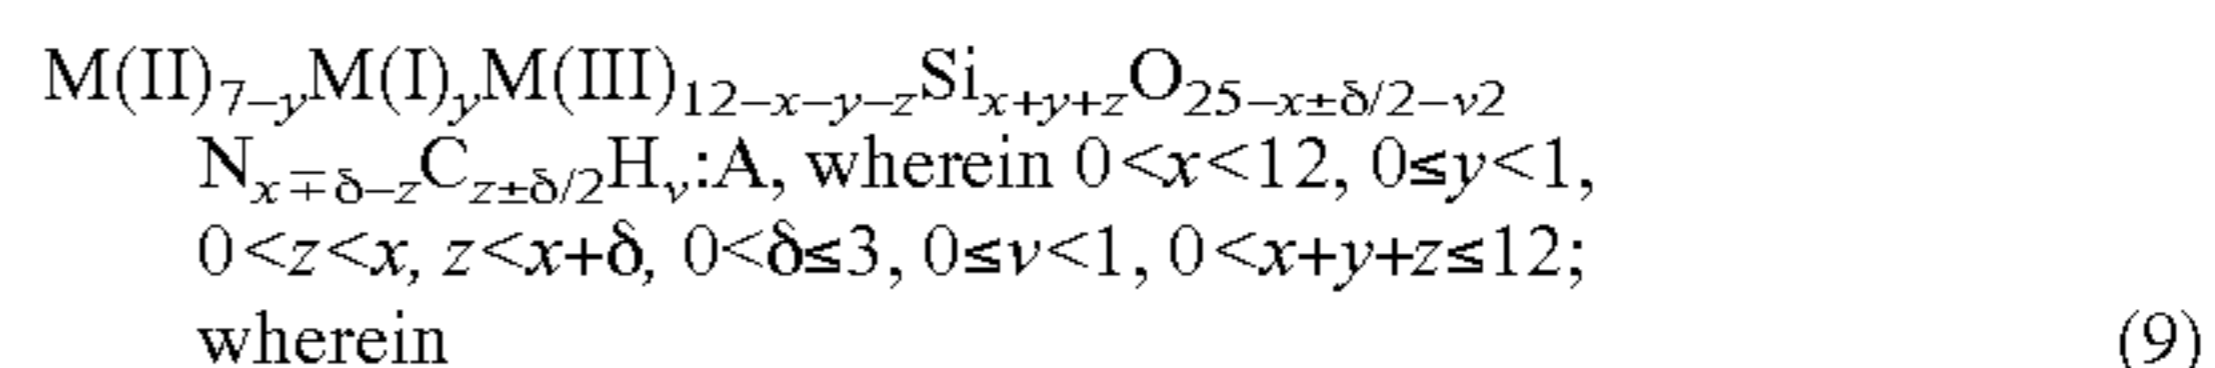 M(II)₇₋yM(I)yM(III)₁₂₋ₓ₋y₋zSiₓ₊y₊zO₂₅₋ₓ±δ/₂₋ᵥ₂
Nₓ∓δ₋zCz±δ/₂Hᵥ:A, wherein 0<x<12, 0≤y<1,
0<z<x, z<x+δ, 0<δ≤3, 0≤v<1, 0<x+y+z≤12;
wherein (9)